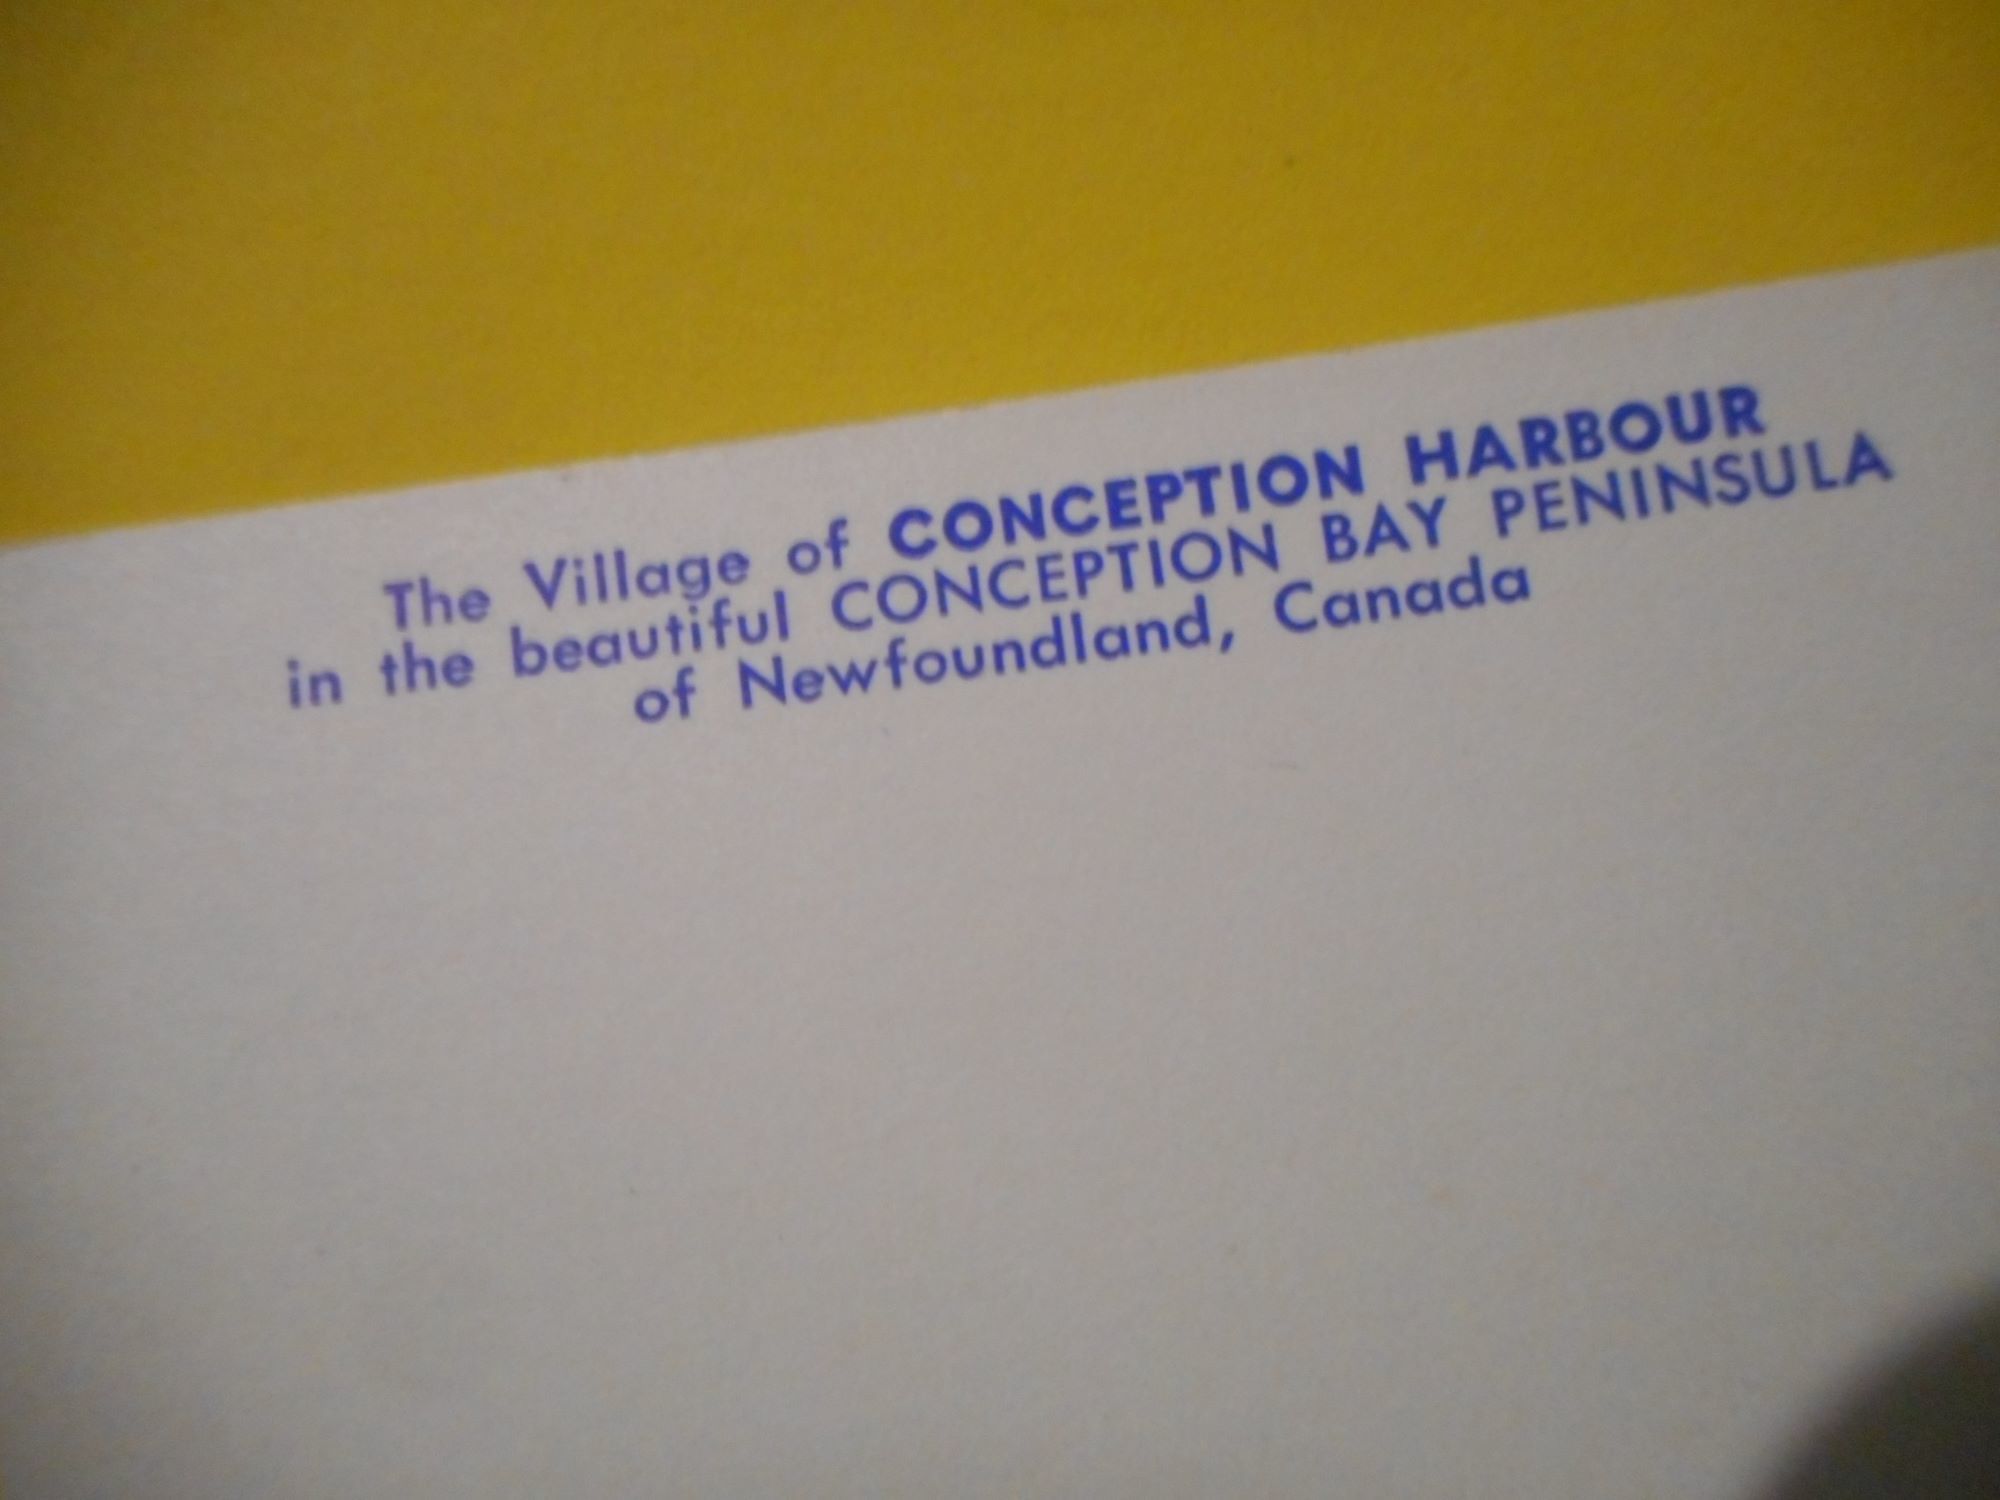 The Village of CONCEPTION HARBOUR
in the beautiful CONCEPTION BAY PENINSULA
of Newfoundland, Canada